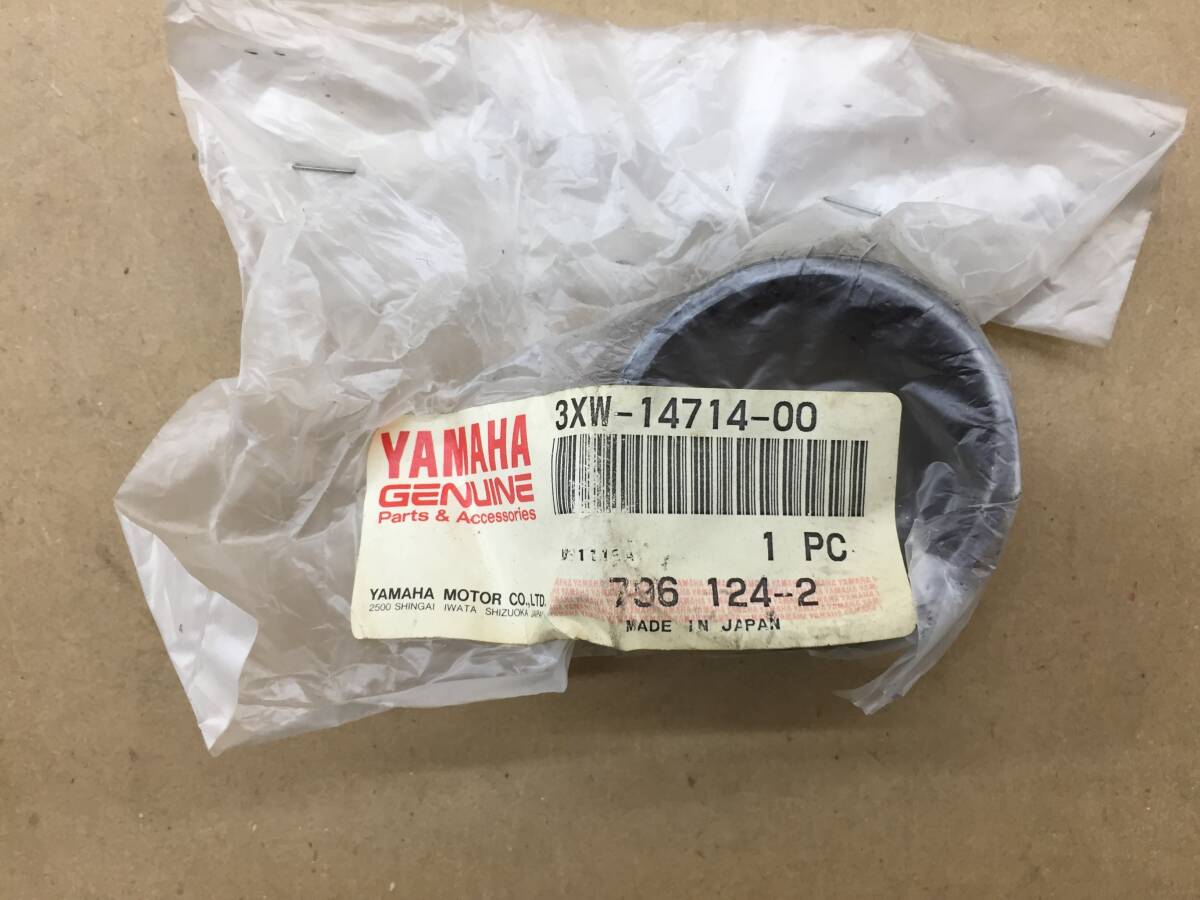 3XW-14714-00
YAMAHA
GENUINE
Parts & Accessories
1 PC
YAMAHA MOTOR CO.,LTD.
2500 SHINGAI IWATA SHIZUOKA JAPAN
124-2
MADE IN JAPAN